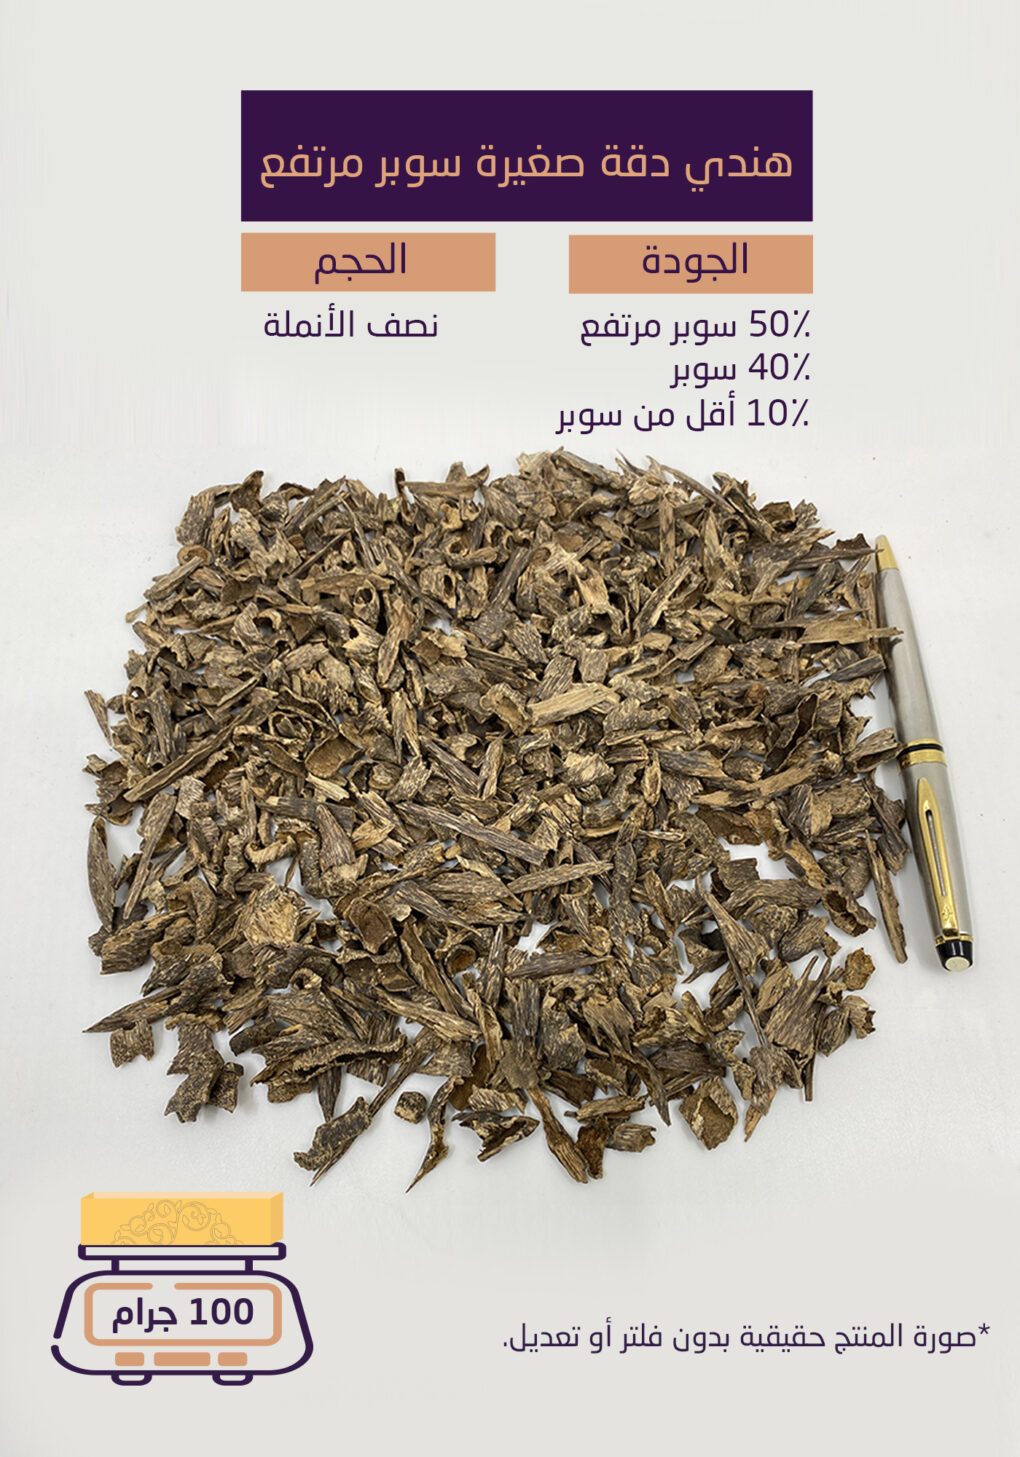 هندي دقة صغيرة سوبر مرتفع
الجودة
50٪ سوبر مرتفع
40٪ سوبر
10٪ أقل من سوبر
الحجم
نصف الأنملة
100 جرام
*صورة المنتج حقيقية بدون فلتر أو تعديل.